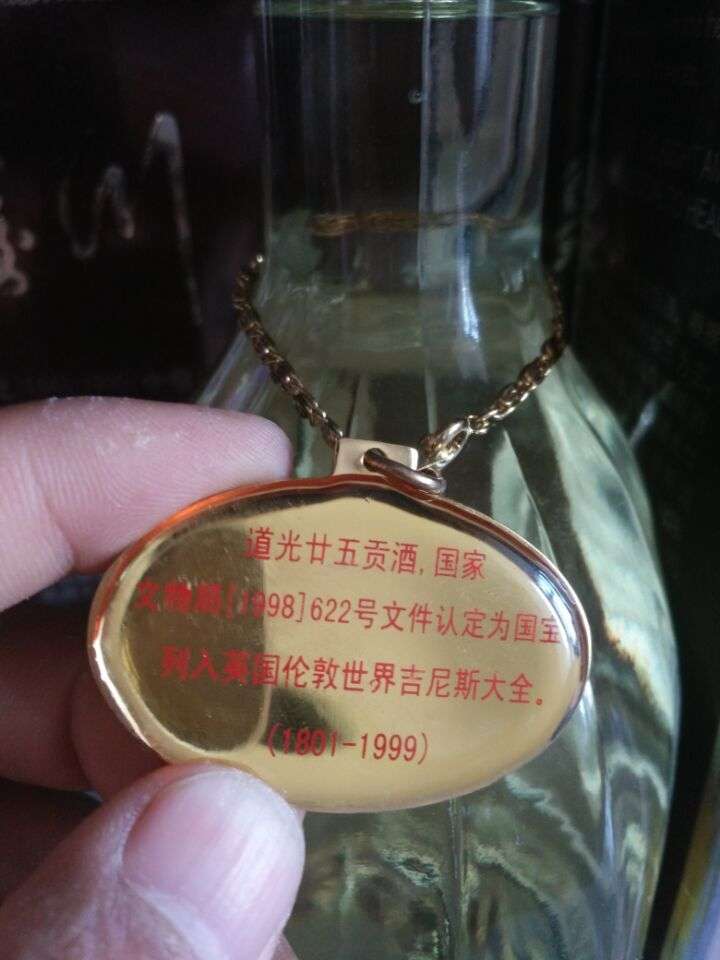 道光廿五贡酒,国家
文物局[1998]622号文件认定为国宝
列入英国伦敦世界吉尼斯大全。
(1801-1999)